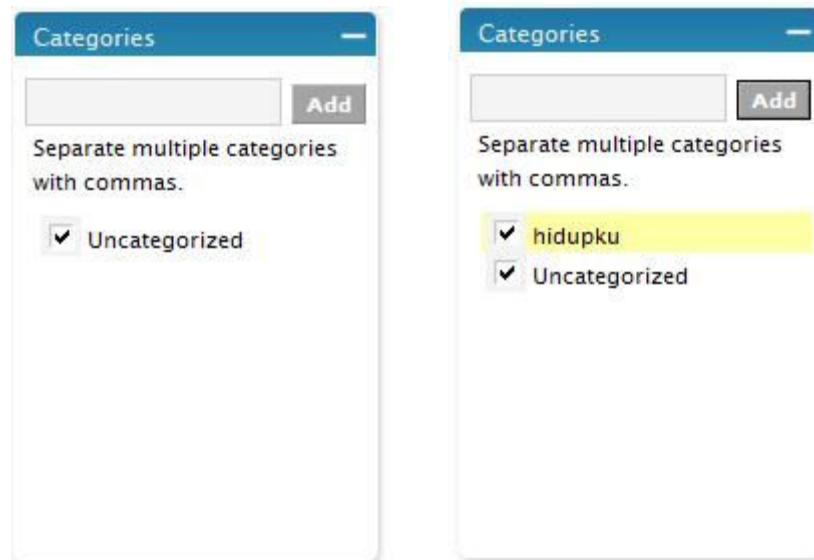 Categories
Add
Separate multiple categories
with commas.
Uncategorized
Categories
Add
Separate multiple categories
with commas.
hidupku
Uncategorized